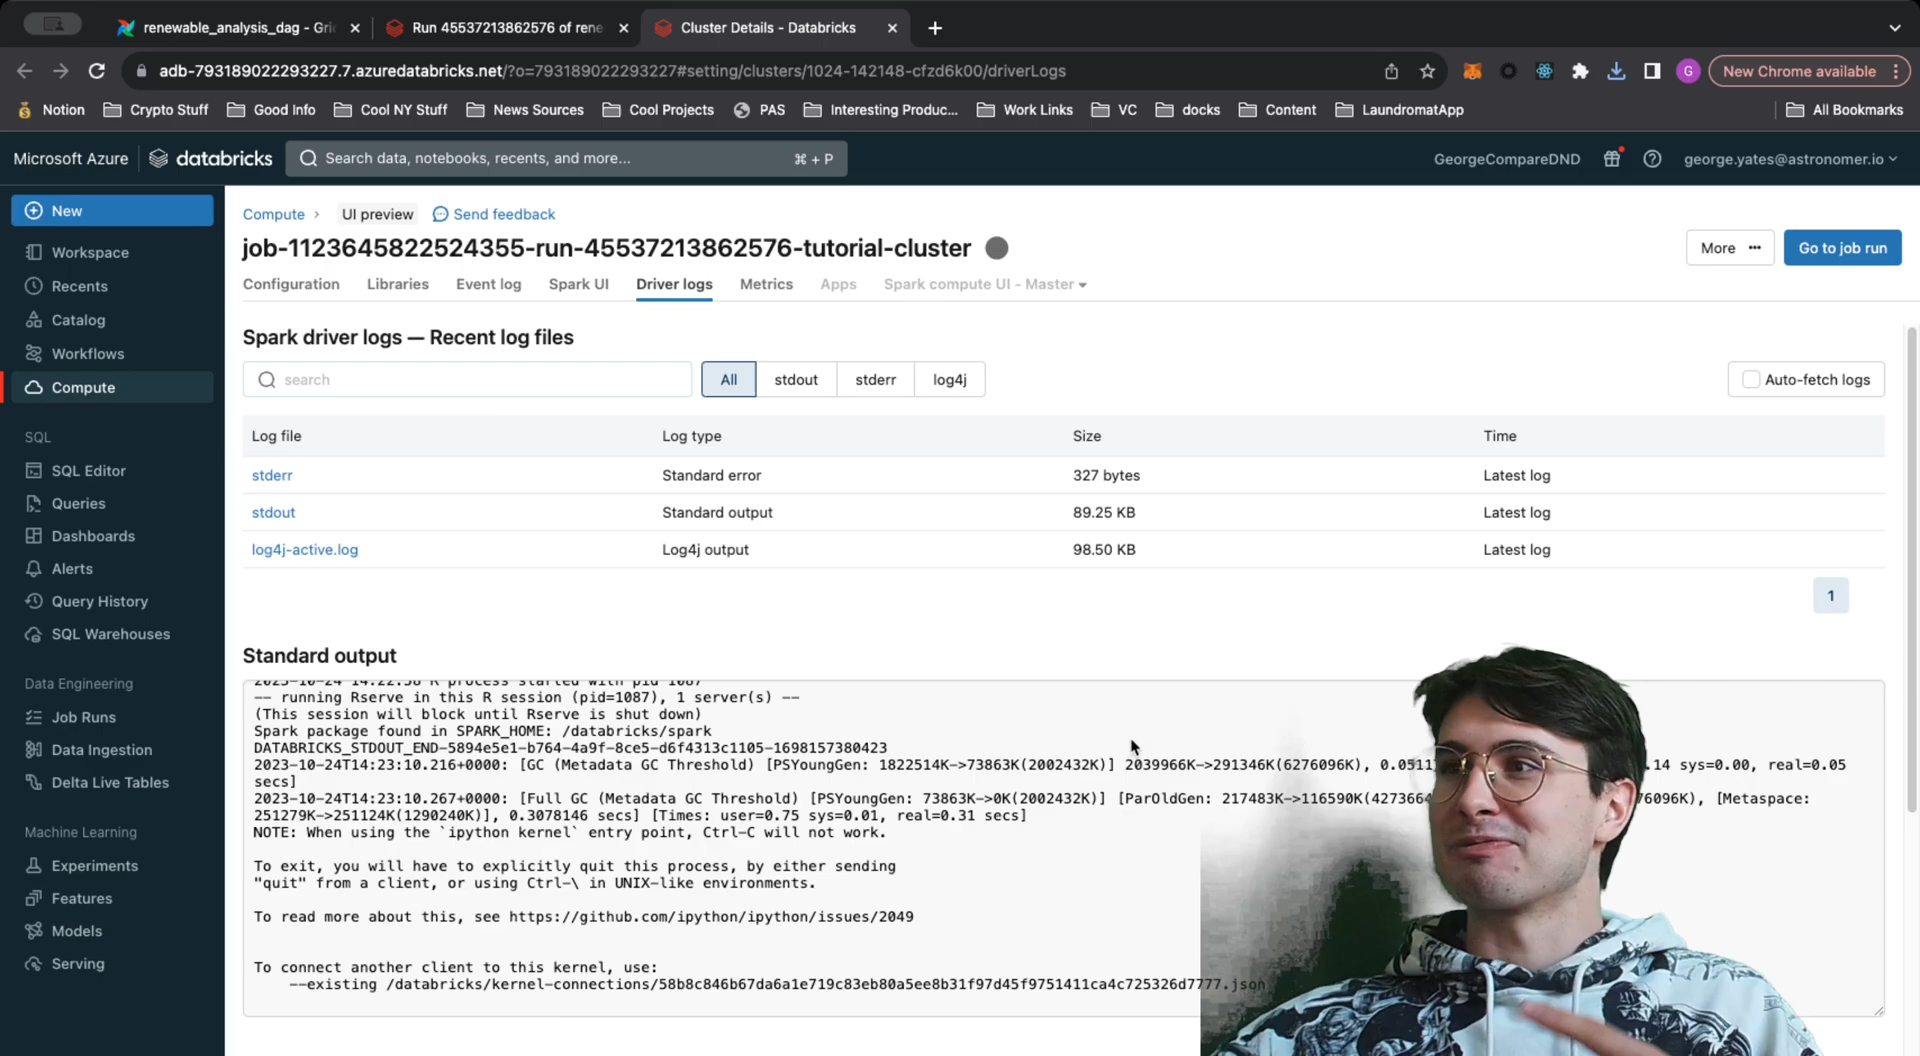 renewable_analysis_dag - Gri
Run 45537213862576 of rene
Cluster Details - Databricks
adb-793189022293227.7.azuredatabricks.net/?o=793189022293227#setting/clusters/1024-142148-cfzd6k00/driverLogs
G
New Chrome available
Notion
Crypto Stuff
Good Info
Cool NY Stuff
News Sources
Cool Projects
PAS
Interesting Produc...
Work Links
VC
docks
Content
LaundromatApp
All Bookmarks
Microsoft Azure
databricks
Search data, notebooks, recents, and more...
⌘ + P
GeorgeCompareDND
george.yates@astronomer.io
New
Workspace
Recents
Catalog
Workflows
Compute
SQL
SQL Editor
Queries
Dashboards
Alerts
Query History
SQL Warehouses
Data Engineering
Job Runs
Data Ingestion
Delta Live Tables
Machine Learning
Experiments
Features
Models
Serving
Compute
UI preview
Send feedback
job-1123645822524355-run-45537213862576-tutorial-cluster
More
Go to job run
Configuration
Libraries
Event log
Spark UI
Driver logs
Metrics
Apps
Spark compute UI - Master
Spark driver logs — Recent log files
search
All
stdout
stderr
log4j
Auto-fetch logs
Log file Log type Size Time
stderr Standard error 327 bytes Latest log
stdout Standard output 89.25 KB Latest log
log4j-active.log Log4j output 98.50 KB Latest log
1
Standard output
2023-10-24 14:22:58 R process started with pid 1087
-- running Rserve in this R session (pid=1087), 1 server(s) --
(This session will block until Rserve is shut down)
Spark package found in SPARK_HOME: /databricks/spark
DATABRICKS_STDOUT_END-5894e5e1-b764-4a9f-8ce5-d6f4313c1105-1698157380423
2023-10-24T14:23:10.216+0000: [GC (Metadata GC Threshold) [PSYoungGen: 1822514K->73863K(2002432K)] 2039966K->291346K(6276096K), 0.0511 .14 sys=0.00, real=0.05
secs]
2023-10-24T14:23:10.267+0000: [Full GC (Metadata GC Threshold) [PSYoungGen: 73863K->0K(2002432K)] [ParOldGen: 217483K->116590K(4273664 76096K), [Metaspace:
251279K->251124K(1290240K)], 0.3078146 secs] [Times: user=0.75 sys=0.01, real=0.31 secs]
NOTE: When using the `ipython kernel` entry point, Ctrl-C will not work.
To exit, you will have to explicitly quit this process, by either sending
"quit" from a client, or using Ctrl-\ in UNIX-like environments.
To read more about this, see https://github.com/ipython/ipython/issues/2049
To connect another client to this kernel, use:
--existing /databricks/kernel-connections/58b8c846b67da6a1e719c83eb80a5ee8b31f97d45f9751411ca4c725326d7777.json